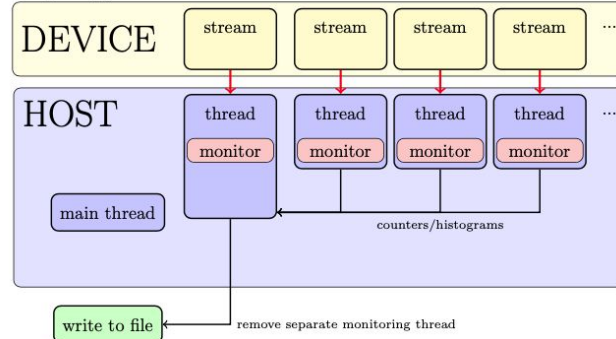 DEVICE
stream
stream
stream
stream
...
HOST
thread
thread
thread
thread
...
monitor
monitor
monitor
monitor
main thread
counters/histograms
write to file
remove separate monitoring thread